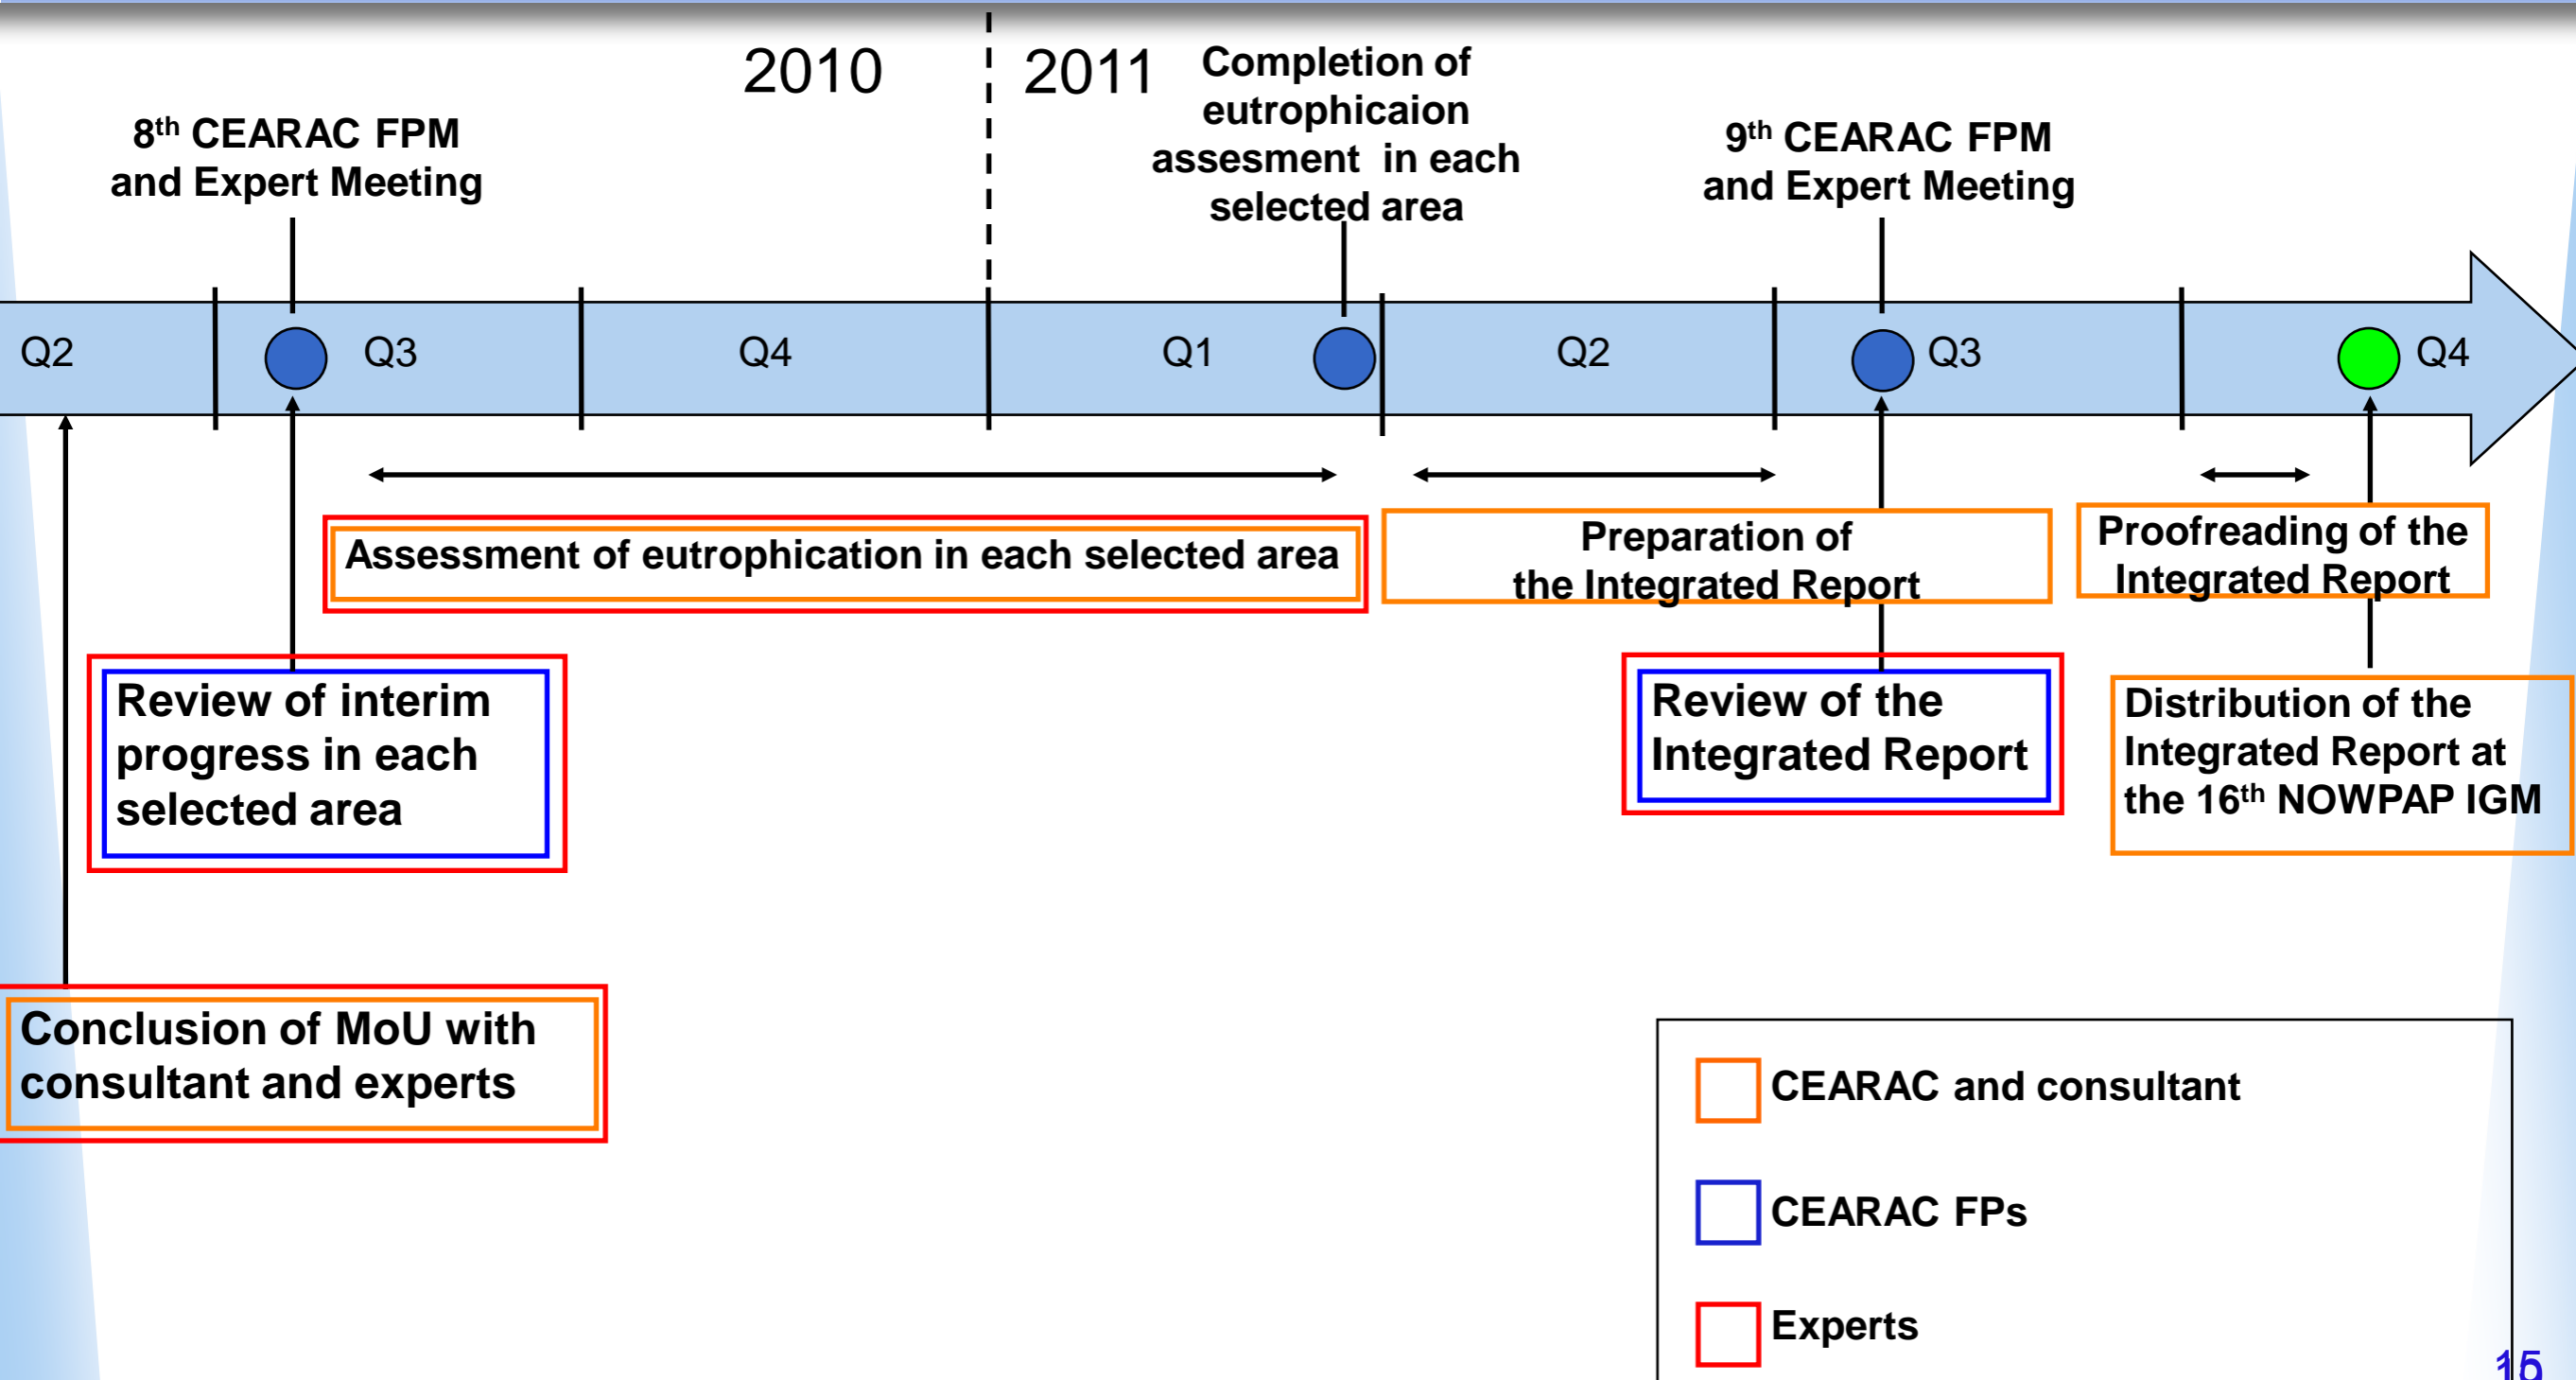 2010
2011
Completion of
eutrophicaion
assesment in each
selected area
8th CEARAC FPM
and Expert Meeting
9th CEARAC FPM
and Expert Meeting
Q2
Q3
Q4
Q1
Q2
Q3
Q4
Assessment of eutrophication in each selected area
Preparation of
the Integrated Report
Proofreading of the
Integrated Report
Review of interim
progress in each
selected area
Review of the
Integrated Report
Distribution of the
Integrated Report at
the 16th NOWPAP IGM
Conclusion of MoU with
consultant and experts
CEARAC and consultant
CEARAC FPs
Experts